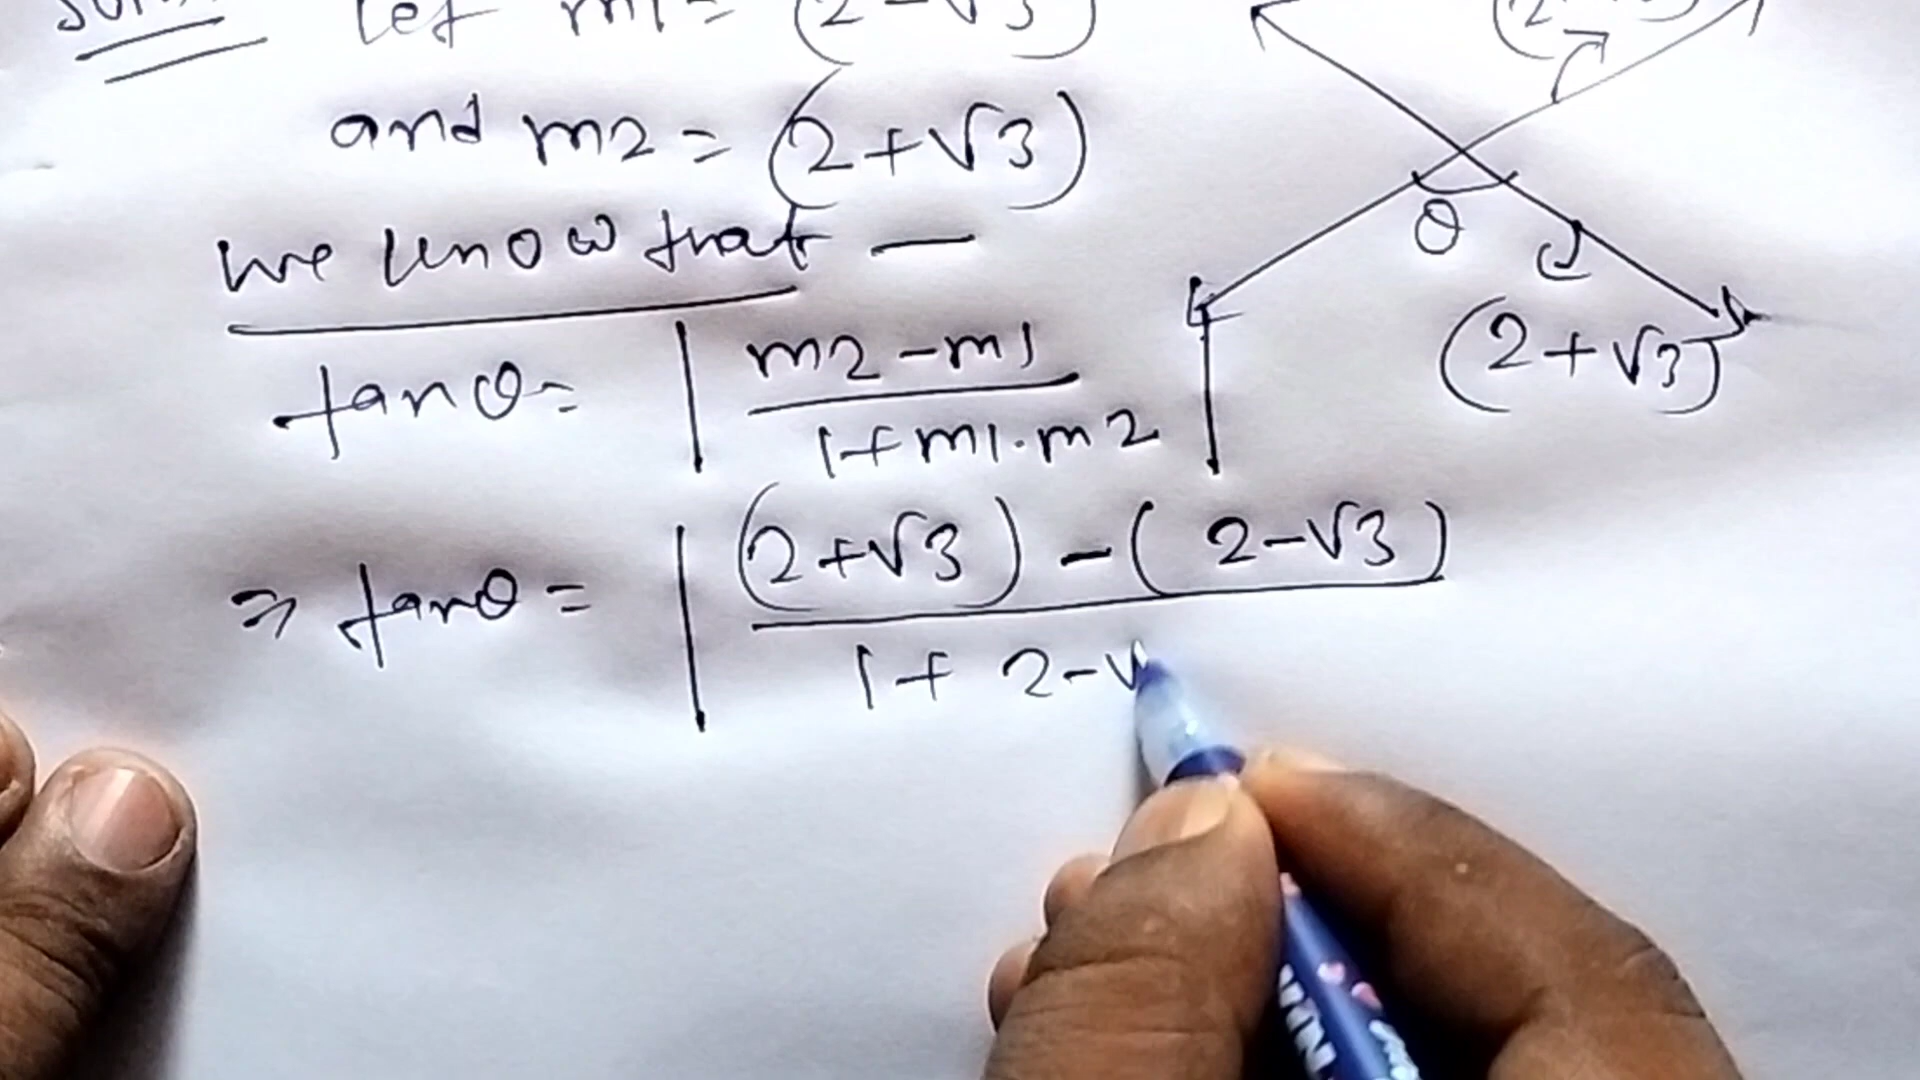 Soln
Let m1 = (2-√3)
and m2 = (2+√3)
we know that —
tanθ = | m2-m1
1+m1.m2 |
θ
(2+√3)
⇒ tanθ = | (2+√3) - (2-√3)
1+ 2-√